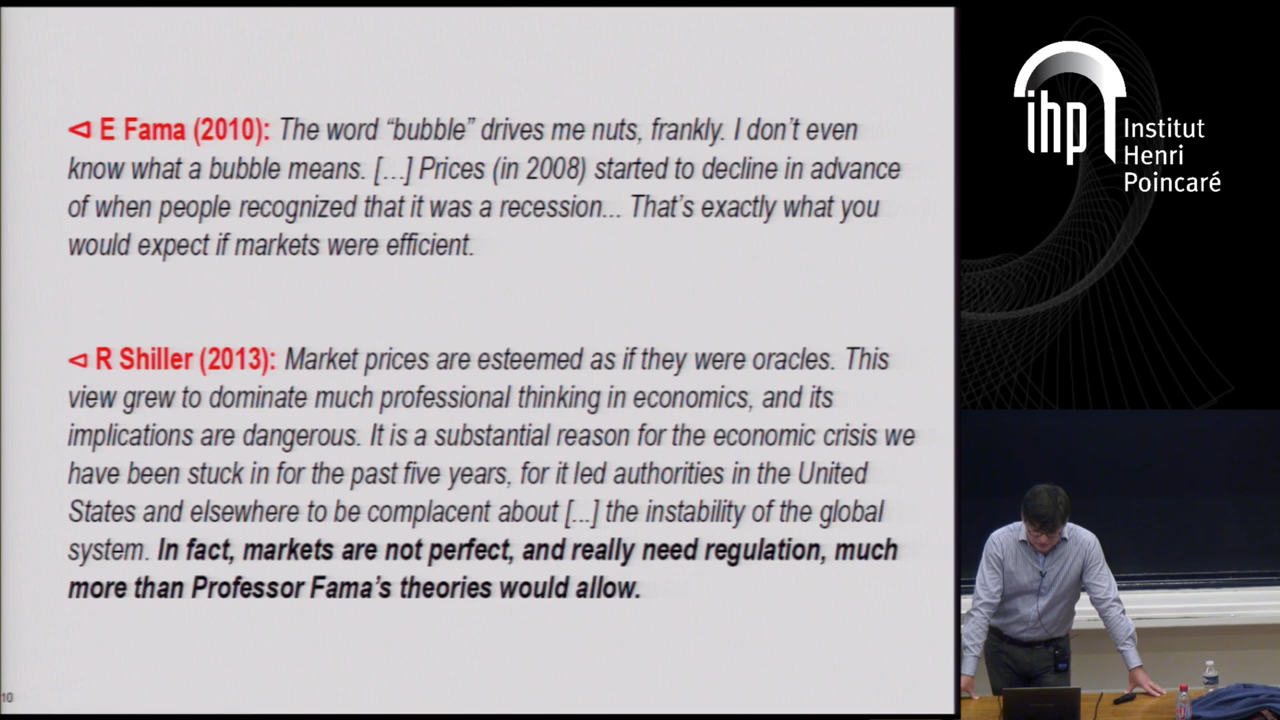 ⊲ E Fama (2010): The word “bubble” drives me nuts, frankly. I don’t even
know what a bubble means. […] Prices (in 2008) started to decline in advance
of when people recognized that it was a recession... That’s exactly what you
would expect if markets were efficient.
⊲ R Shiller (2013): Market prices are esteemed as if they were oracles. This
view grew to dominate much professional thinking in economics, and its
implications are dangerous. It is a substantial reason for the economic crisis we
have been stuck in for the past five years, for it led authorities in the United
States and elsewhere to be complacent about [...] the instability of the global
system. In fact, markets are not perfect, and really need regulation, much
more than Professor Fama’s theories would allow.
10
ihp
Institut
Henri
Poincaré